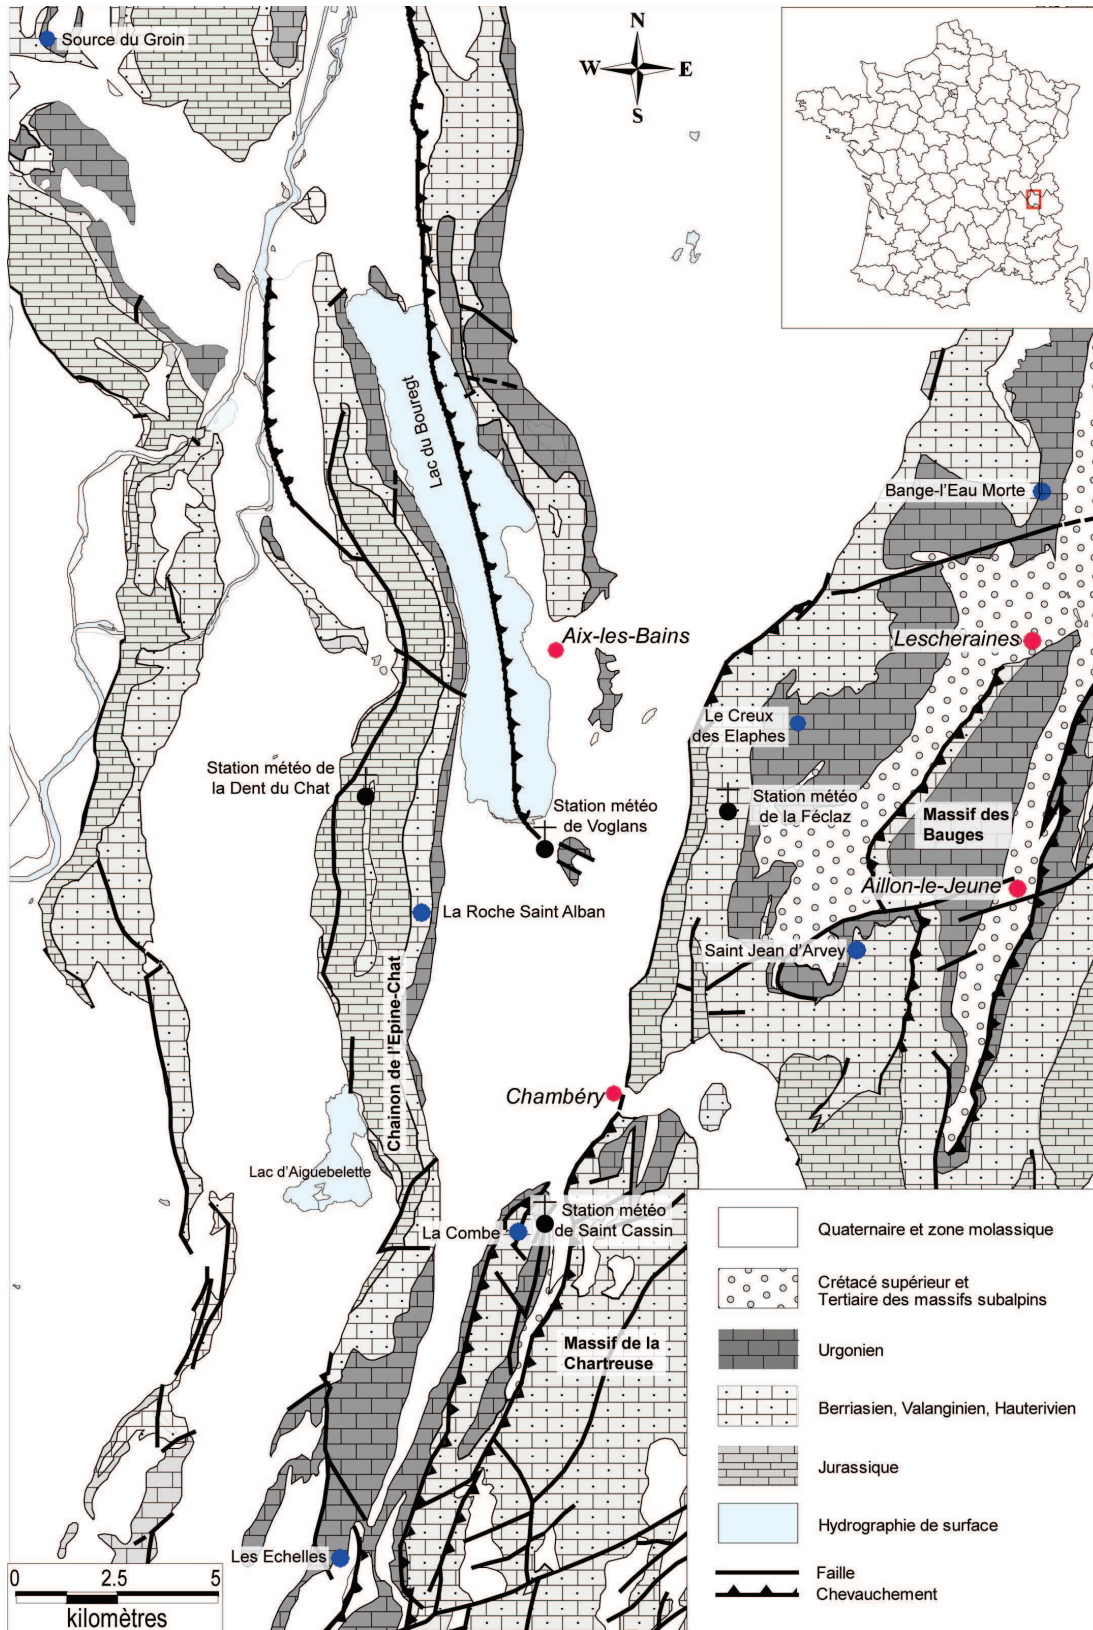 Source du Groin
N
W
E
S
Lac du Bouregt
Bange-l'Eau Morte
Aix-les-Bains
Lescheraines
Le Creux
des Elaphes
Station météo de
la Dent du Chat
Station météo
de Voglans
Station météo
de la Féclaz
Massif des
Bauges
Aillon-le-Jeune
La Roche Saint Alban
Saint Jean d'Arvey
Chainon de l'Epine-Chat
Chambéry
Lac d'Aiguebelette
La Combe
Station météo
de Saint Cassin
Massif de la
Chartreuse
Les Echelles
0 2.5 5
kilomètres
Quaternaire et zone molassique
Crétacé supérieur et
Tertiaire des massifs subalpins
Urgonien
Berriasien, Valanginien, Hauterivien
Jurassique
Hydrographie de surface
Faille
Chevauchement